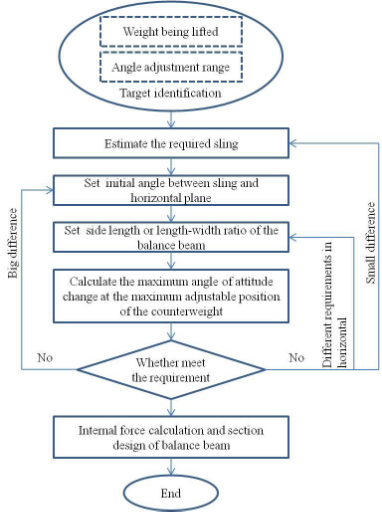 Weight being lifted
Angle adjustment range
Target identification
Estimate the required sling
Set initial angle between sling and
horizontal plane
Set side length or length-width ratio of the
balance beam
Calculate the maximum angle of attitude
change at the maximum adjustable position
of the counterweight
Big difference
Different requirements in
honizontal
Small difference
No
Whether meet
the requirement
No
Internal force calculation and section
design of balance beam
End